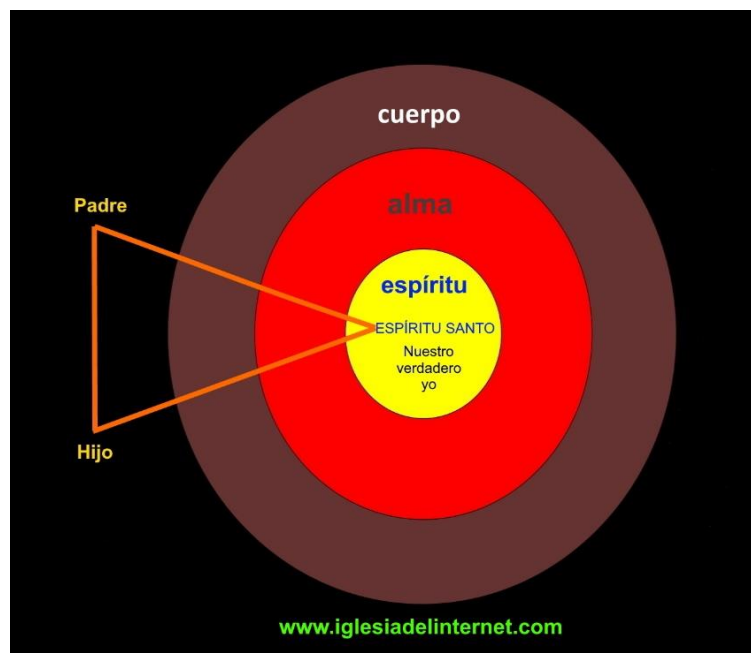 cuerpo
alma
Padre
espíritu
ESPÍRITU SANTO
Nuestro
verdadero
yo
Hijo
www.iglesiadelinternet.com